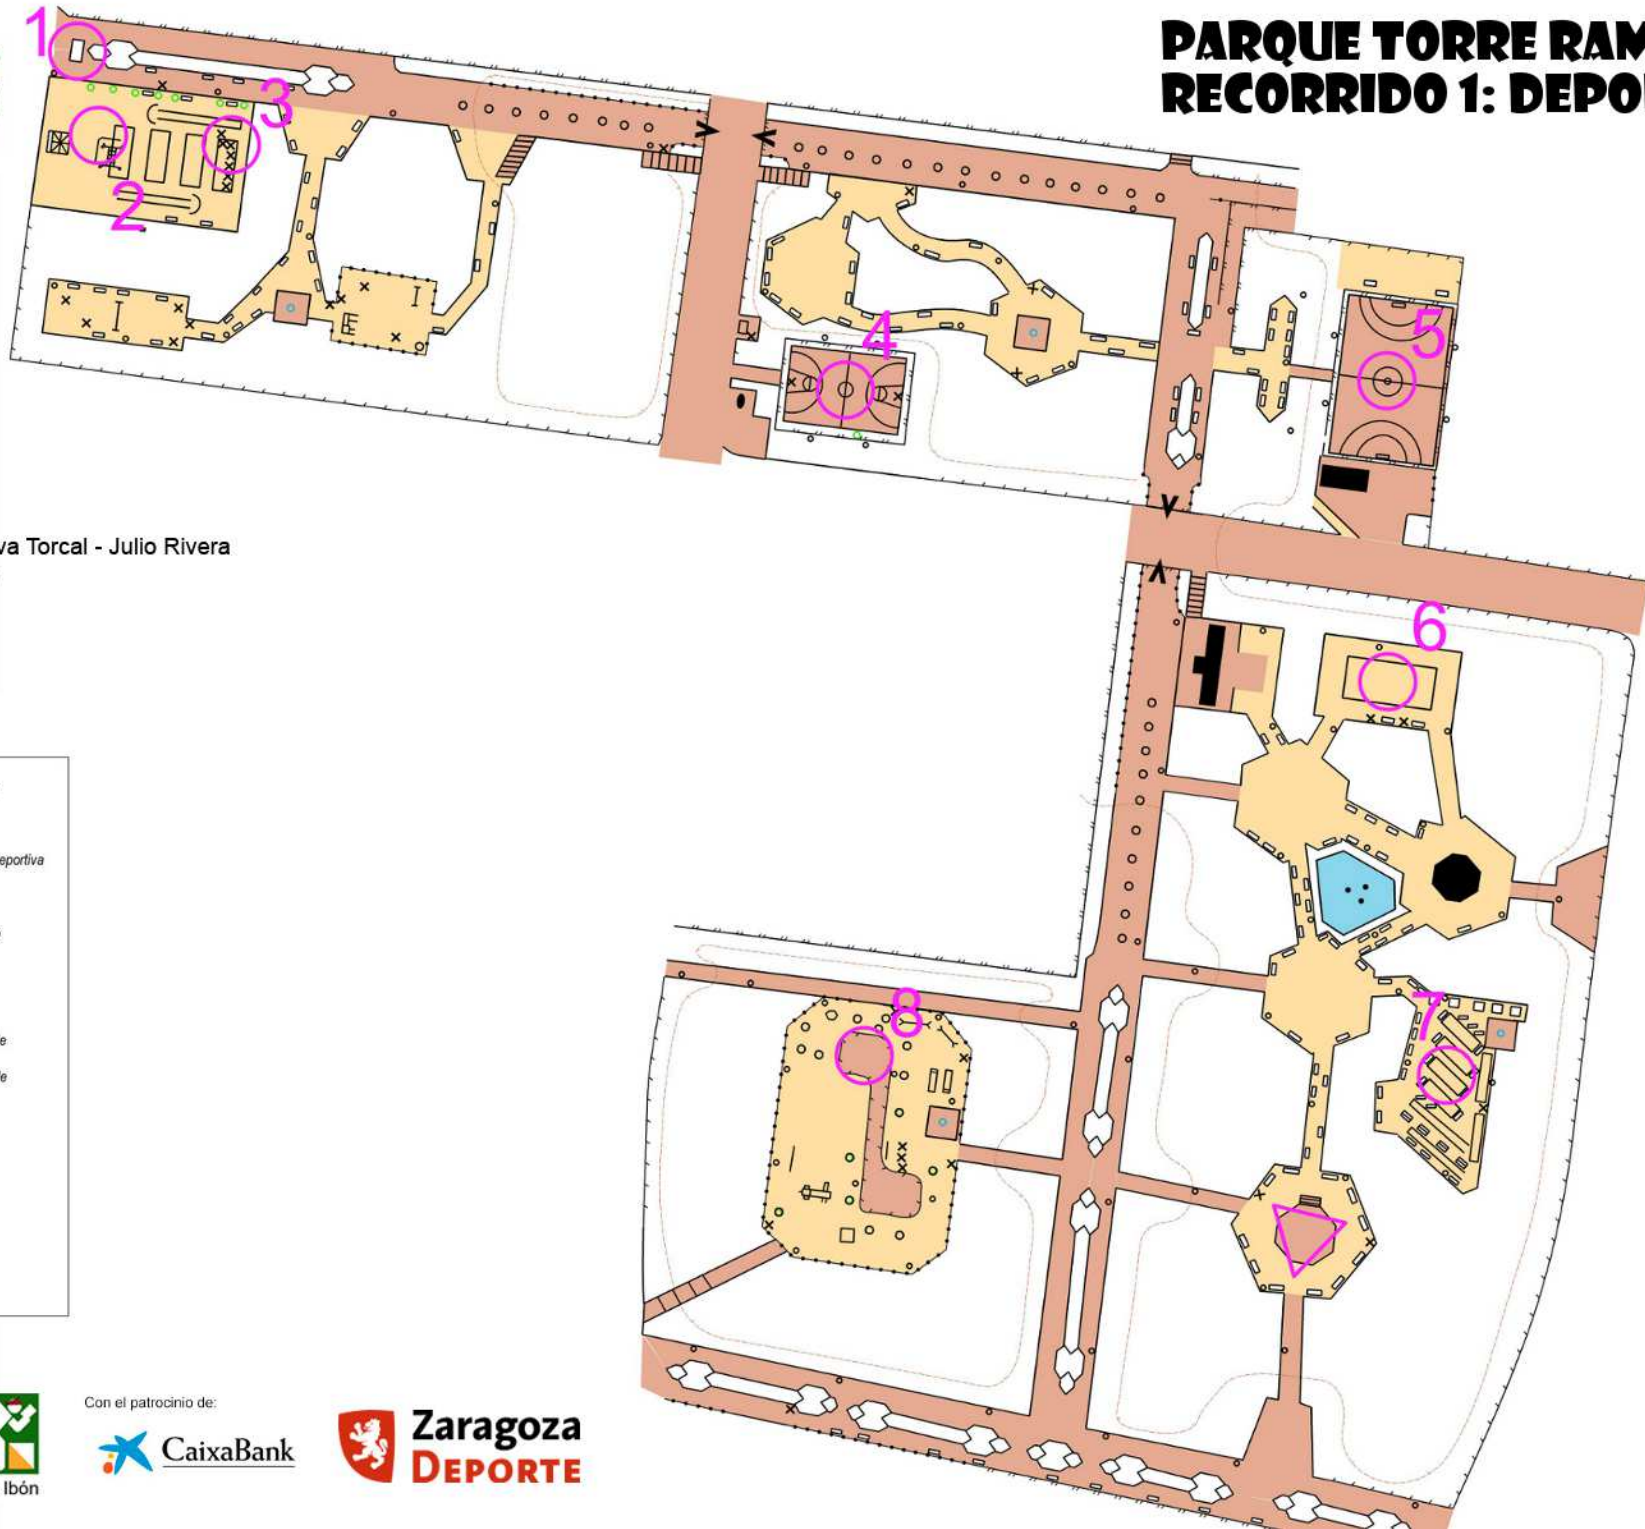 1
3
2
PARQUE TORRE RAM
RECORRIDO 1: DEPO
4
5
va Torcal - Julio Rivera
6
eportiva
e
7
8
Con el patrocinio de:
CaixaBank
Zaragoza
DEPORTE
Ibón